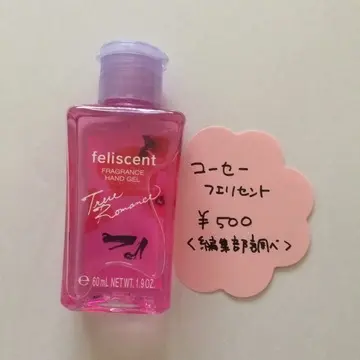 feliscent
FRAGRANCE
HAND GEL
True
Romance
℮ 60 mL NET WT. 1.9 OZ.
コーセー
フェリセント
¥500
<編集部調べ>